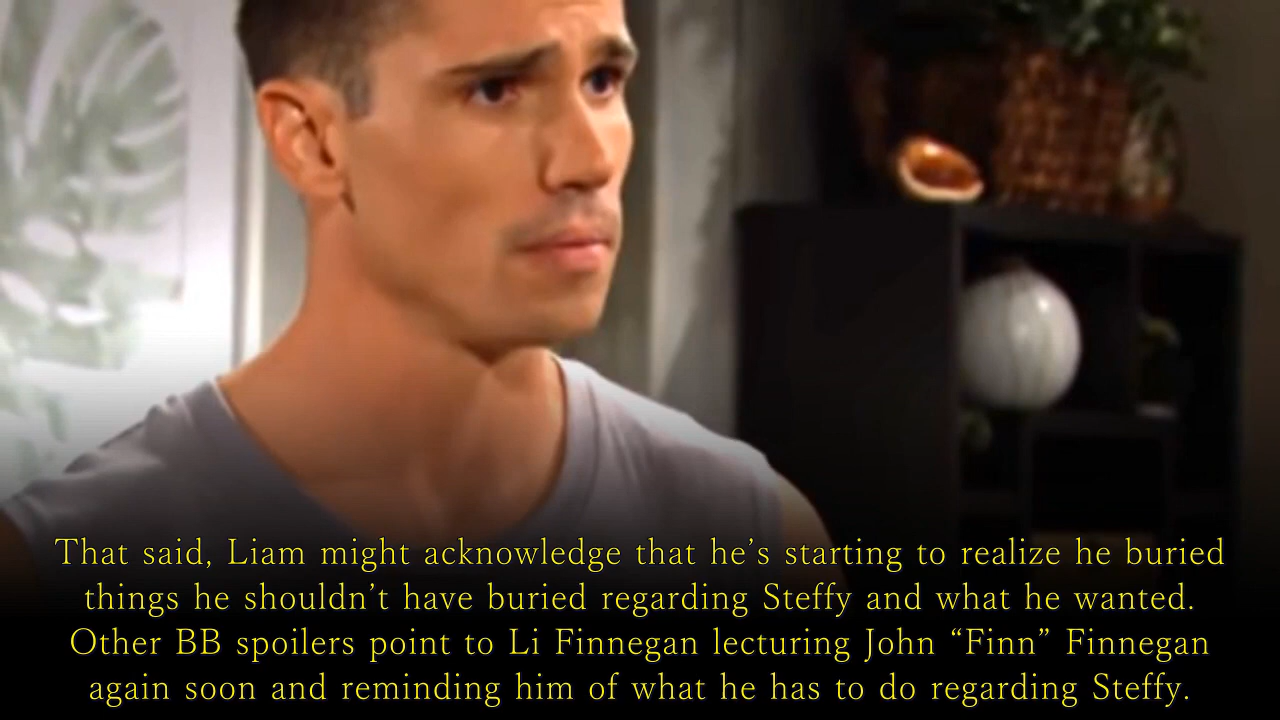 That said, Liam might acknowledge that he’s starting to realize he buried
things he shouldn’t have buried regarding Steffy and what he wanted.
Other BB spoilers point to Li Finnegan lecturing John “Finn” Finnegan
again soon and reminding him of what he has to do regarding Steffy.